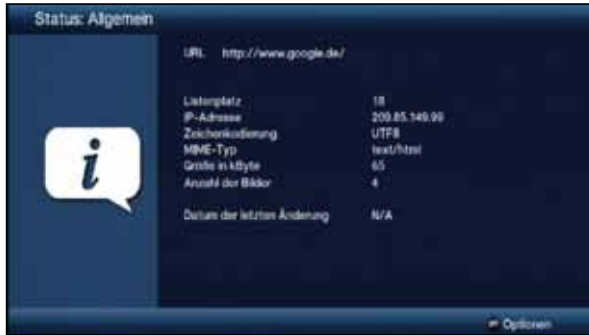 Status: Allgemein
URL http://www.google.de/
Listenplatz 18
IP-Adresse 209.85.149.99
Zeichenkodierung UTF8
MIME-Typ text/html
Größe in kByte 65
Anzahl der Bilder 4
Datum der letzten Änderung N/A
Optionen